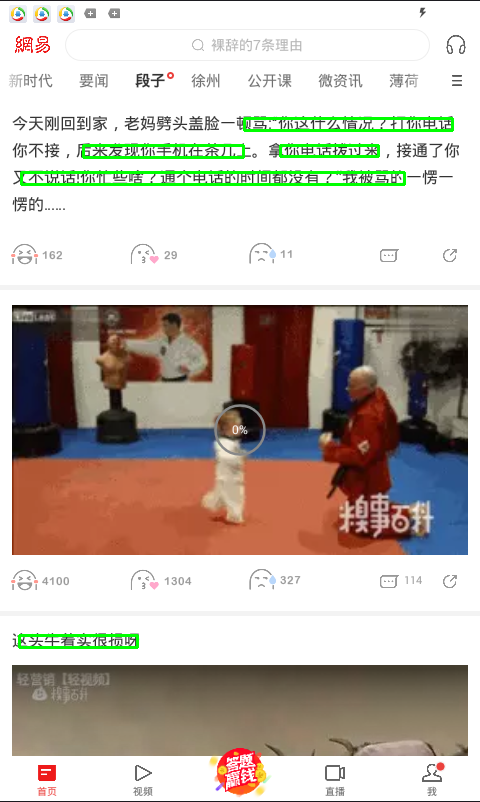 網易
裸辞的7条理由
新时代 要闻 段子 徐州 公开课 微资讯 薄荷
今天刚回到家，老妈劈头盖脸一顿骂:“你这什么情况？打你电话
你不接，后来发现你手机在茶几上。拿你电话拨过来，接通了你
又不说话!你忙些啥？通个电话的时间都没有？”我被骂的一愣一
愣的......
162 29 11
0%
糗事百科
4100 1304 327 114
这头牛着实很损呀
轻营销【轻视频】
糗事百科
答题
赢钱
首页 视频 直播 我